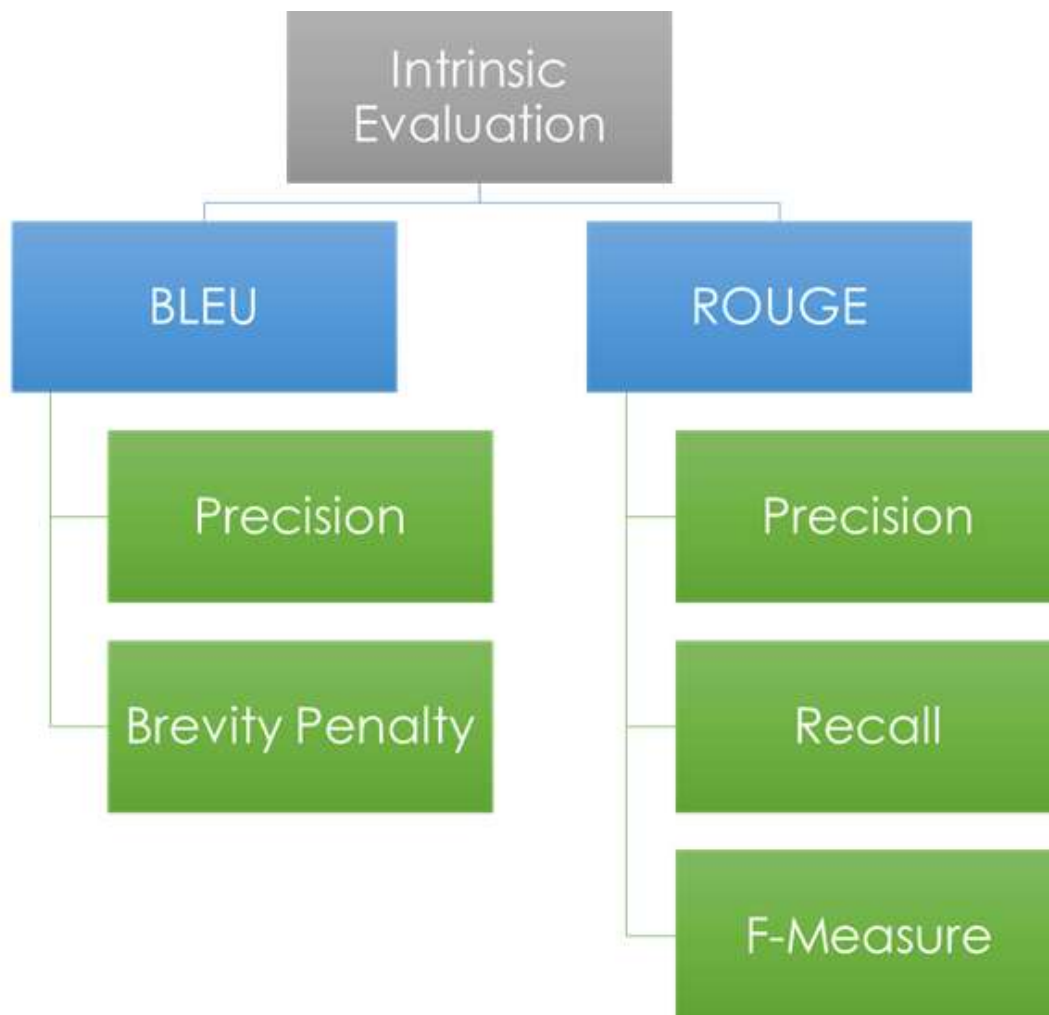 Intrinsic
Evaluation
BLEU
Precision
Brevity Penalty
ROUGE
Precision
Recall
F-Measure